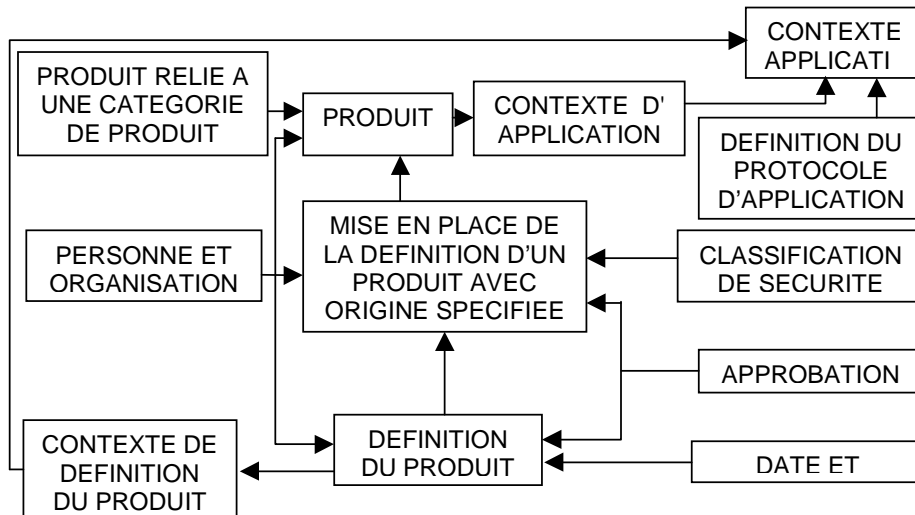 CONTEXTE
APPLICATI
PRODUIT RELIE A
UNE CATEGORIE
DE PRODUIT
PRODUIT
CONTEXTE D'
APPLICATION
DEFINITION DU
PROTOCOLE
D'APPLICATION
PERSONNE ET
ORGANISATION
MISE EN PLACE DE
LA DEFINITION D'UN
PRODUIT AVEC
ORIGINE SPECIFIEE
CLASSIFICATION
DE SECURITE
APPROBATION
CONTEXTE DE
DEFINITION
DU PRODUIT
DEFINITION
DU PRODUIT
DATE ET